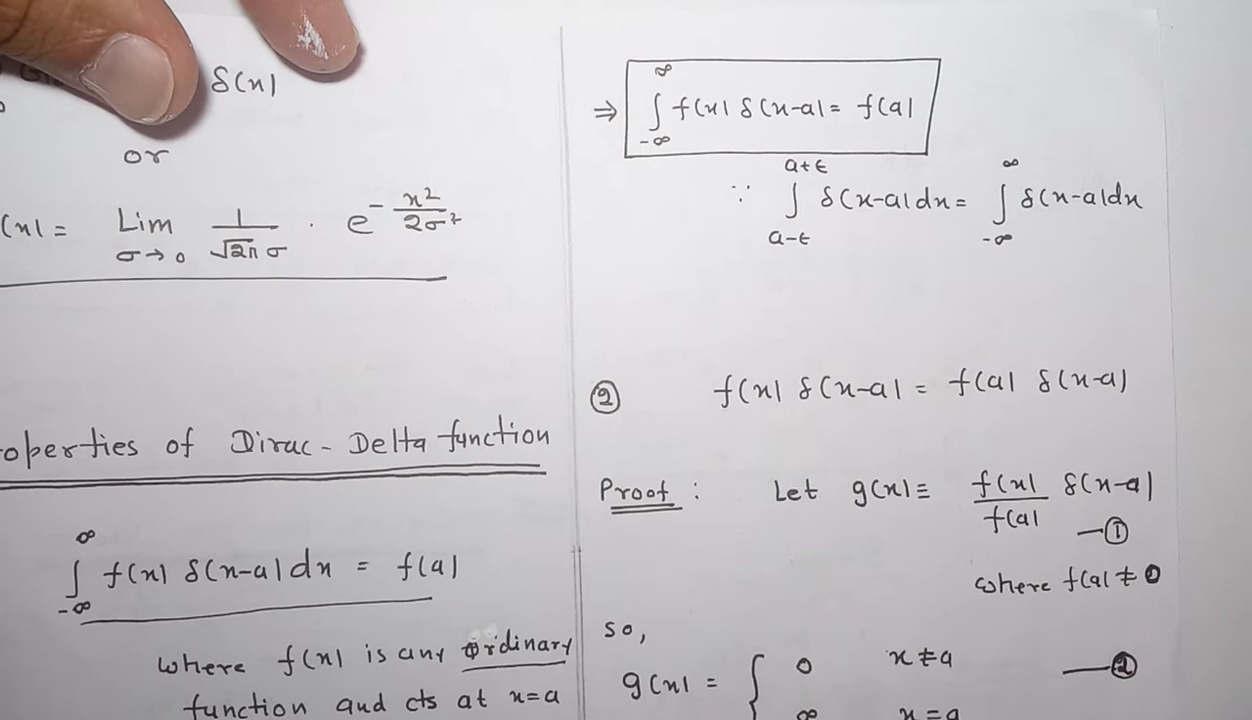 δ(x)
or
(x) = Lim σ→0 1/√2π σ · e^-x²/2σ²
operties of Dirac-Delta function
∫_-∞^∞ f(x) δ(x-a) dx = f(a)
where f(x) is any ordinary
function and cts at x=a
⇒ ∫_-∞^∞ f(x) δ(x-a) = f(a)
∵ ∫_a-ϵ^a+ϵ δ(x-a) dx = ∫_-∞^∞ δ(x-a) dx
② f(x) δ(x-a) = f(a) δ(x-a)
Proof : Let g(x) ≡ f(x)/f(a) δ(x-a)
—①
where f(a) ≠ 0
so,
g(x) = { 0 x≠a —②
∞ x=a